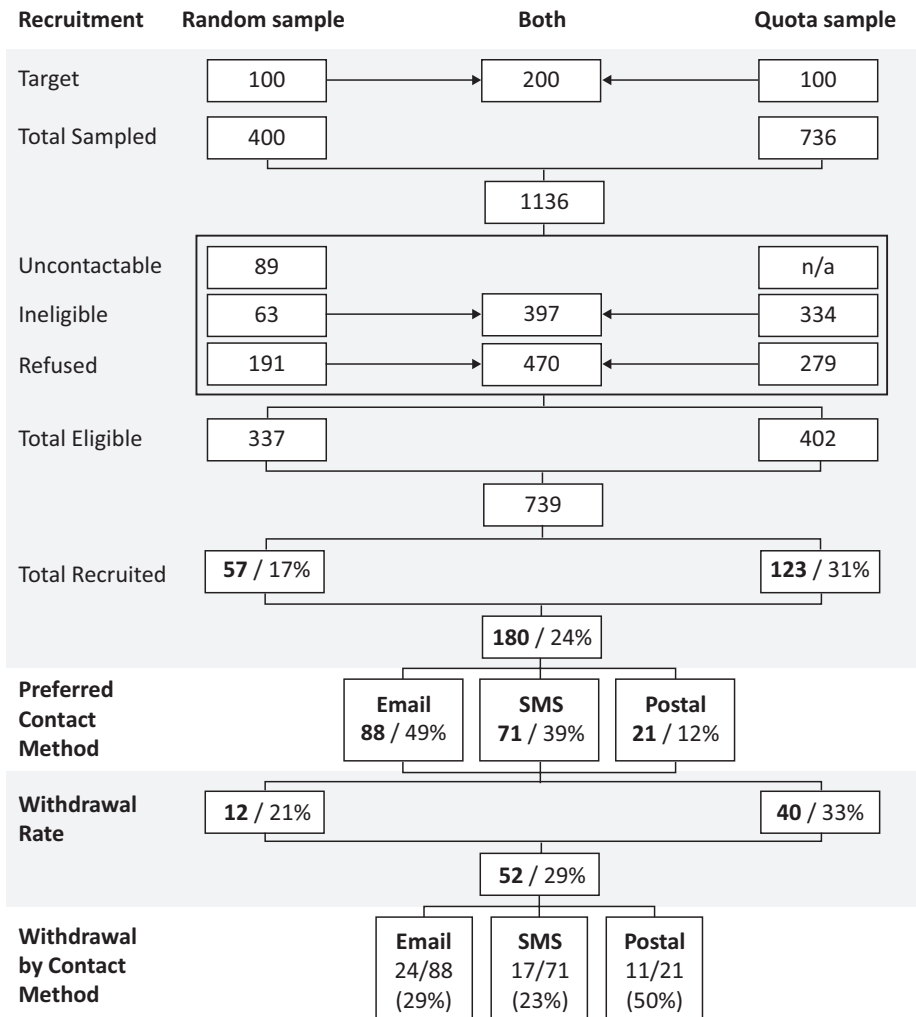 Recruitment Random sample Both Quota sample
Target 100 200 100
Total Sampled 400 736
1136
Uncontactable 89 n/a
Ineligible 63 397 334
Refused 191 470 279
Total Eligible 337 402
739
Total Recruited 57 / 17% 123 / 31%
180 / 24%
Preferred
Contact
Method
Email
88 / 49%
SMS
71 / 39%
Postal
21 / 12%
Withdrawal
Rate
12 / 21% 40 / 33%
52 / 29%
Withdrawal
by Contact
Method
Email
24/88
(29%)
SMS
17/71
(23%)
Postal
11/21
(50%)